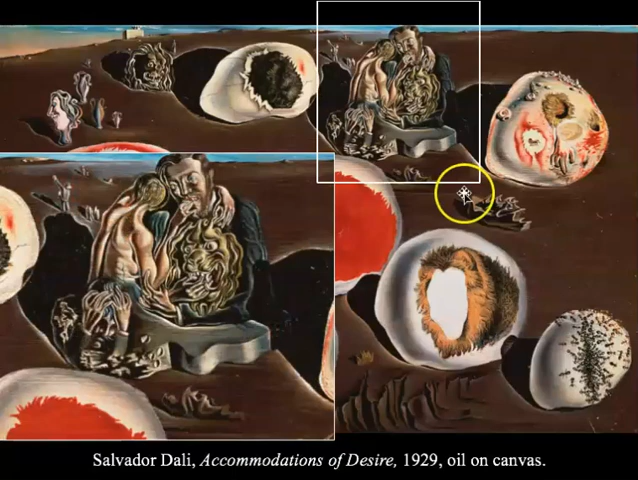 Salvador Dali, Accommodations of Desire, 1929, oil on canvas.